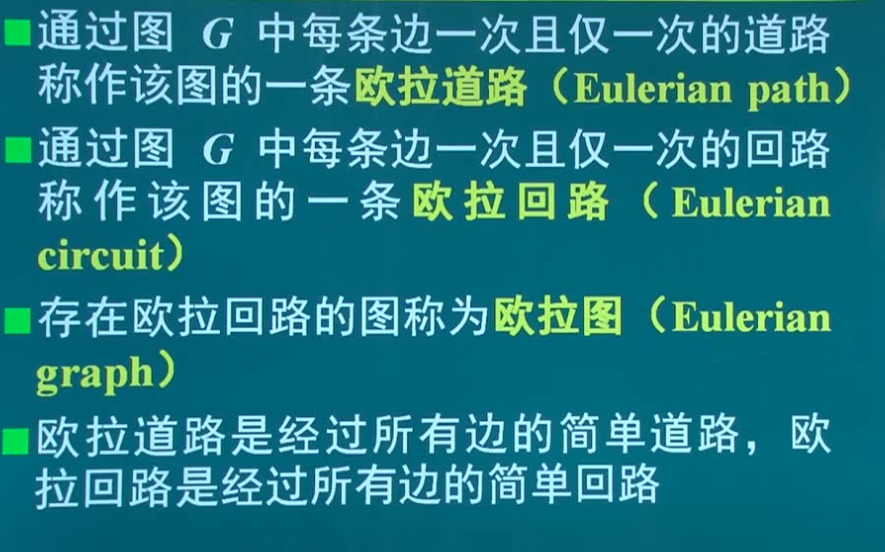 ■通过图 G 中每条边一次且仅一次的道路
称作该图的一条欧拉道路（Eulerian path）
■通过图 G 中每条边一次且仅一次的回路
称作该图的一条欧拉回路（Eulerian
circuit）
■存在欧拉回路的图称为欧拉图（Eulerian
graph）
■欧拉道路是经过所有边的简单道路，欧
拉回路是经过所有边的简单回路